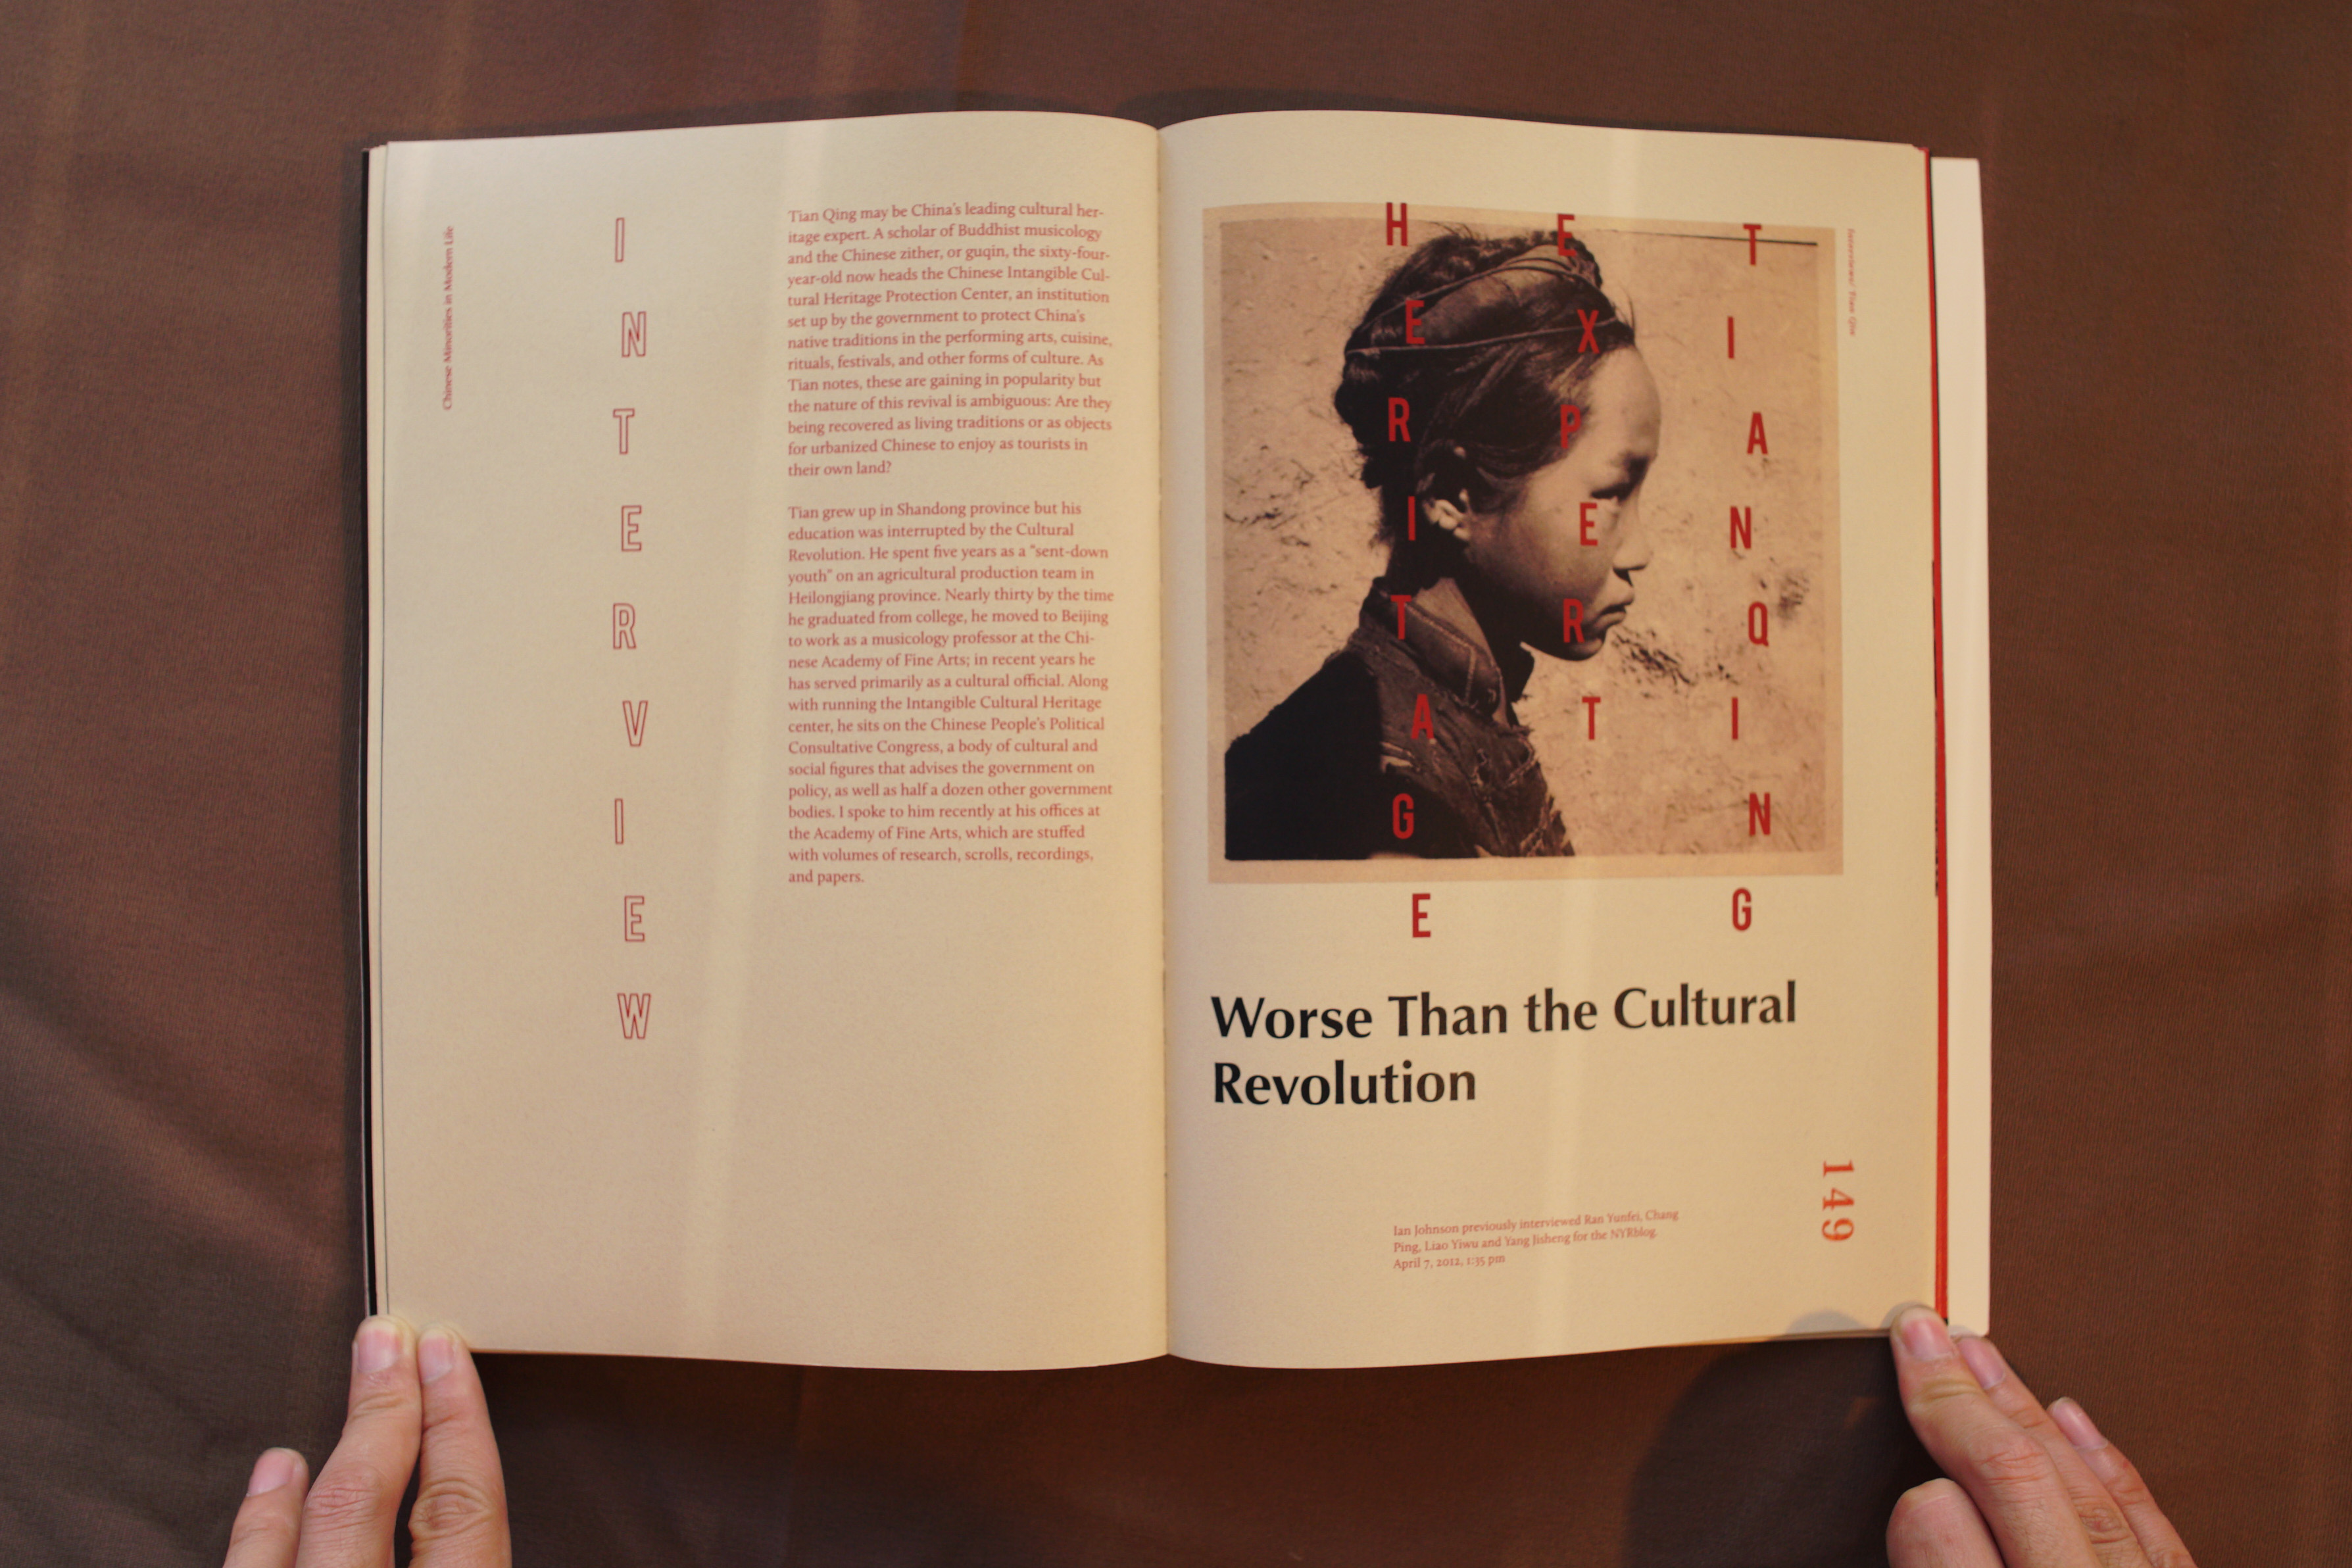 Chinese Minorities in Modern Life
INTERVIEW
Tian Qing may be China's leading cultural her-
itage expert. A scholar of Buddhist musicology
and the Chinese zither, or guqin, the sixty-four-
year-old now heads the Chinese Intangible Cul-
tural Heritage Protection Center, an institution
set up by the government to protect China's
native traditions in the performing arts, cuisine,
rituals, festivals, and other forms of culture. As
Tian notes, these are gaining in popularity but
the nature of this revival is ambiguous: Are they
being recovered as living traditions or as objects
for urbanized Chinese to enjoy as tourists in
their own land?
Tian grew up in Shandong province but his
education was interrupted by the Cultural
Revolution. He spent five years as a "sent-down
youth" on an agricultural production team in
Heilongjiang province. Nearly thirty by the time
he graduated from college, he moved to Beijing
to work as a musicology professor at the Chi-
nese Academy of Fine Arts; in recent years he
has served primarily as a cultural official. Along
with running the Intangible Cultural Heritage
center, he sits on the Chinese People's Political
Consultative Congress, a body of cultural and
social figures that advises the government on
policy, as well as half a dozen other government
bodies. I spoke to him recently at his offices at
the Academy of Fine Arts, which are stuffed
with volumes of research, scrolls, recordings,
and papers.
HERITAGE
EXPERT
TIANQING
Tian Qing
Worse Than the Cultural
Revolution
149
Ian Johnson previously interviewed Ran Yunfei, Chang
Ping, Liao Yiwu and Yang Jisheng for the NYRblog.
April 7, 2012, 1:35 pm